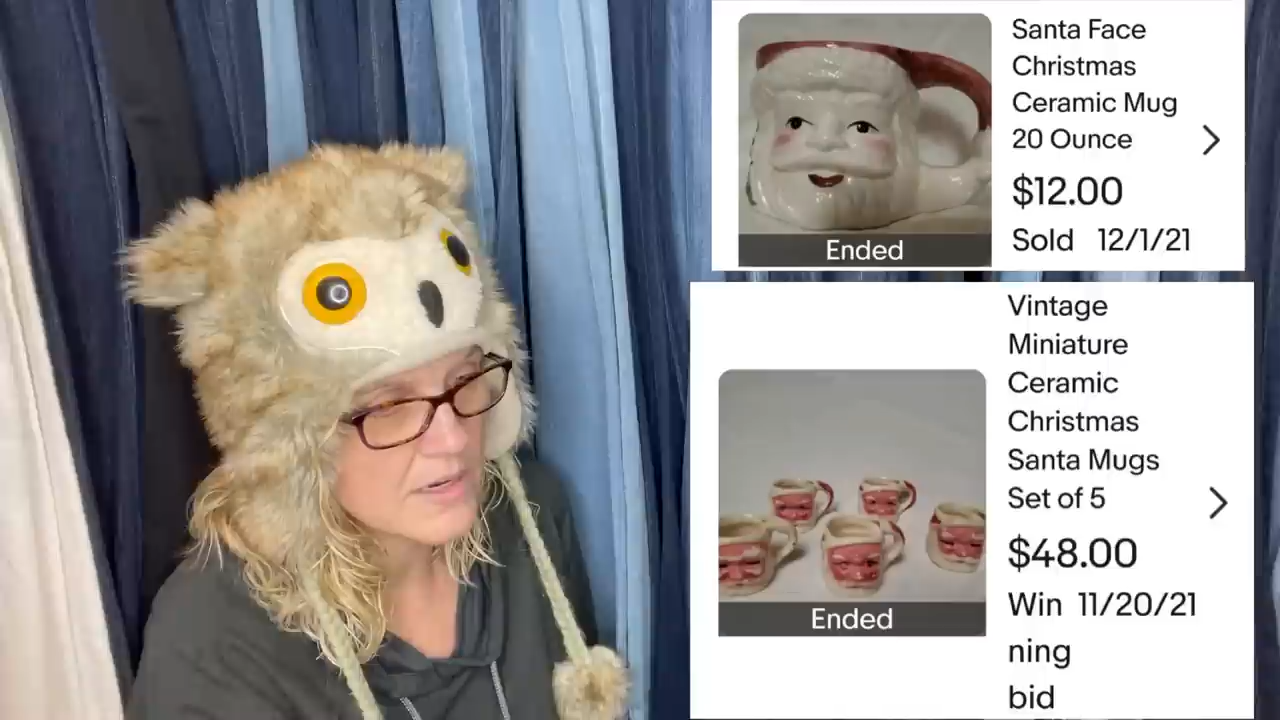 Santa Face
Christmas
Ceramic Mug
20 Ounce
$12.00
Sold 12/1/21
Ended
Vintage
Miniature
Ceramic
Christmas
Santa Mugs
Set of 5
$48.00
Win 11/20/21
ning
bid
Ended